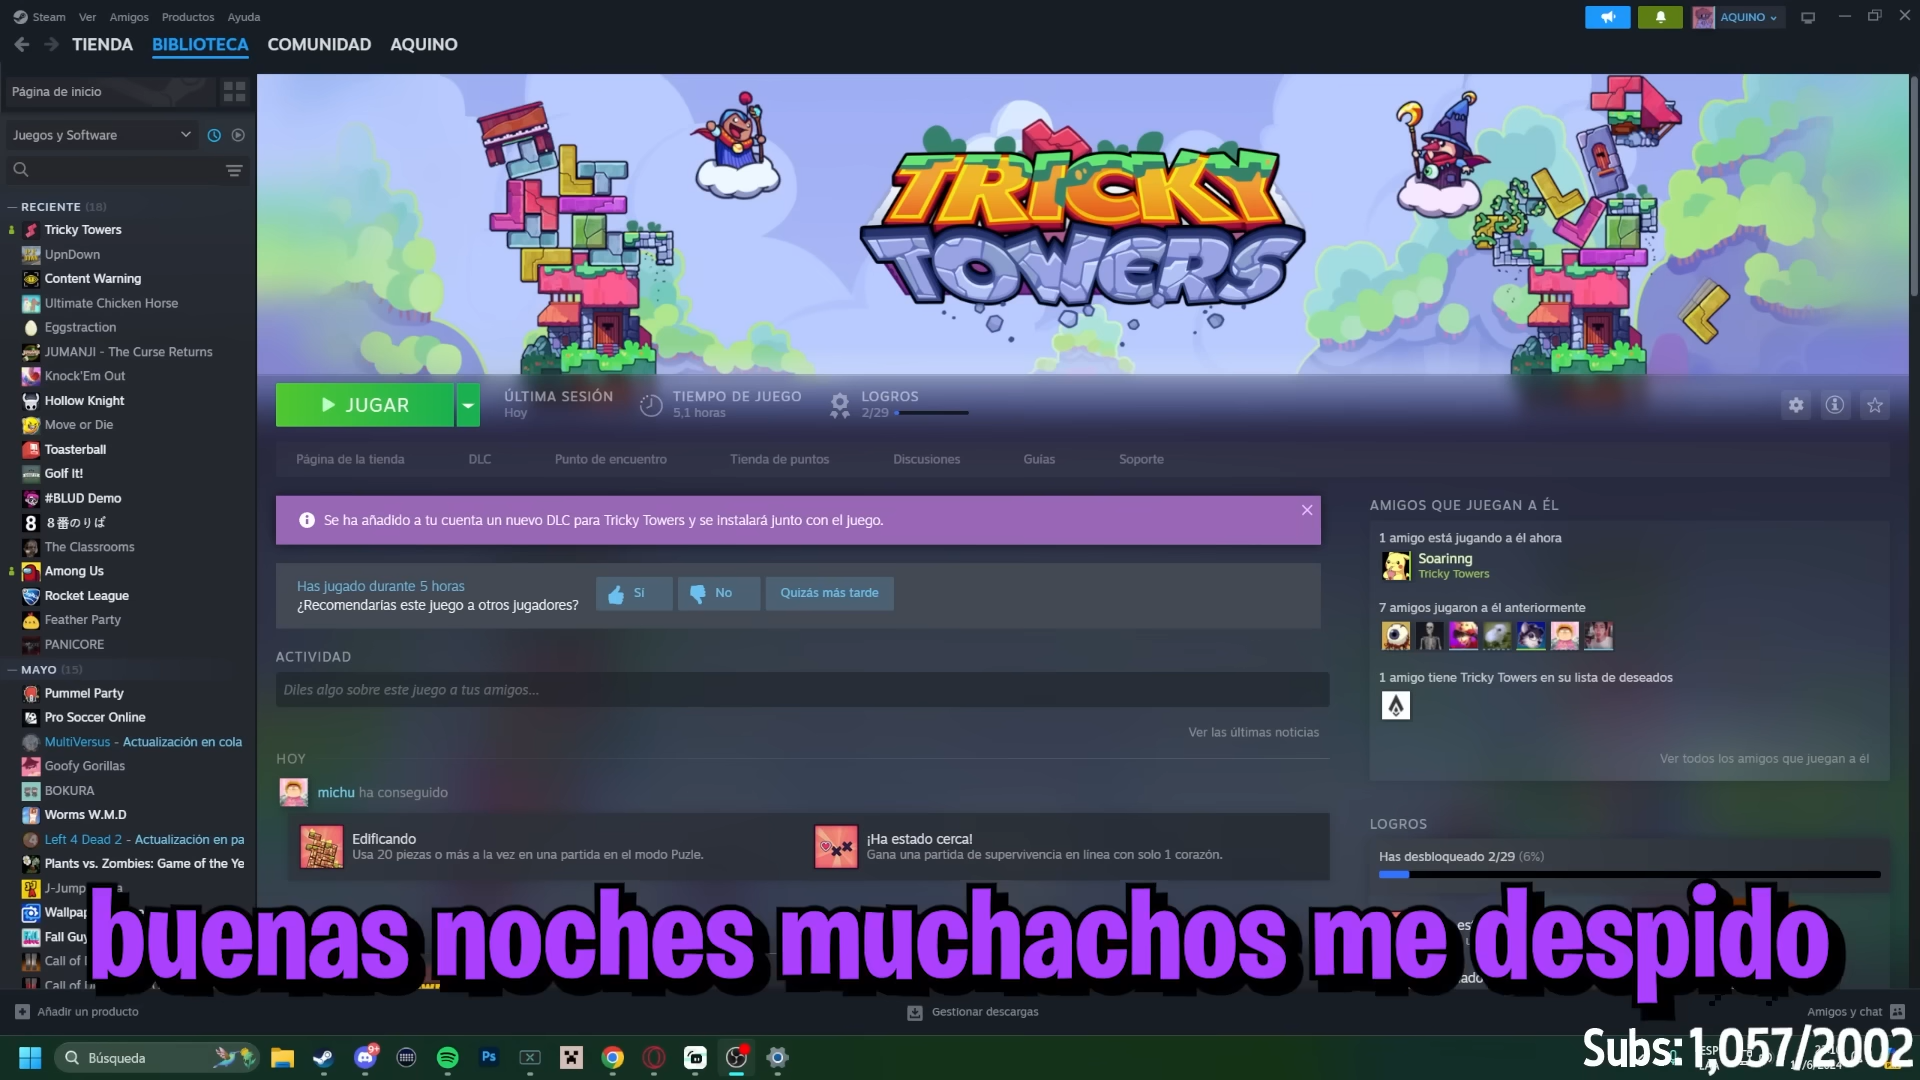 Steam Ver Amigos Productos Ayuda
AQUINO
TIENDA BIBLIOTECA COMUNIDAD AQUINO
Página de inicio
Juegos y Software
— RECIENTE (18)
Tricky Towers
UpnDown
Content Warning
Ultimate Chicken Horse
Eggstraction
JUMANJI - The Curse Returns
Knock'Em Out
Hollow Knight
Move or Die
Toasterball
Golf It!
#BLUD Demo
８番のりば
The Classrooms
Among Us
Rocket League
Feather Party
PANICORE
— MAYO (15)
Pummel Party
Pro Soccer Online
MultiVersus - Actualización en cola
Goofy Gorillas
BOKURA
Worms W.M.D
Left 4 Dead 2 - Actualización en pa
Plants vs. Zombies: Game of the Ye
J-Jump
Wallpap
Fall Guy
Call of
Call of
TRICKY
TOWERS
JUGAR
ÚLTIMA SESIÓN
Hoy
TIEMPO DE JUEGO
5,1 horas
LOGROS
2/29
Página de la tienda DLC Punto de encuentro Tienda de puntos Discusiones Guías Soporte
Se ha añadido a tu cuenta un nuevo DLC para Tricky Towers y se instalará junto con el juego.
Has jugado durante 5 horas
¿Recomendarías este juego a otros jugadores?
Sí No Quizás más tarde
ACTIVIDAD
Diles algo sobre este juego a tus amigos...
Ver las últimas noticias
HOY
michu ha conseguido
Edificando
Usa 20 piezas o más a la vez en una partida en el modo Puzle.
¡Ha estado cerca!
Gana una partida de supervivencia en línea con solo 1 corazón.
AMIGOS QUE JUEGAN A ÉL
1 amigo está jugando a él ahora
Soarinng
Tricky Towers
7 amigos jugaron a él anteriormente
1 amigo tiene Tricky Towers en su lista de deseados
Ver todos los amigos que juegan a él
LOGROS
Has desbloqueado 2/29 (6%)
buenas noches muchachos me despido
Añadir un producto
Gestionar descargas
Amigos y chat
Búsqueda
Subs:1,057/2002